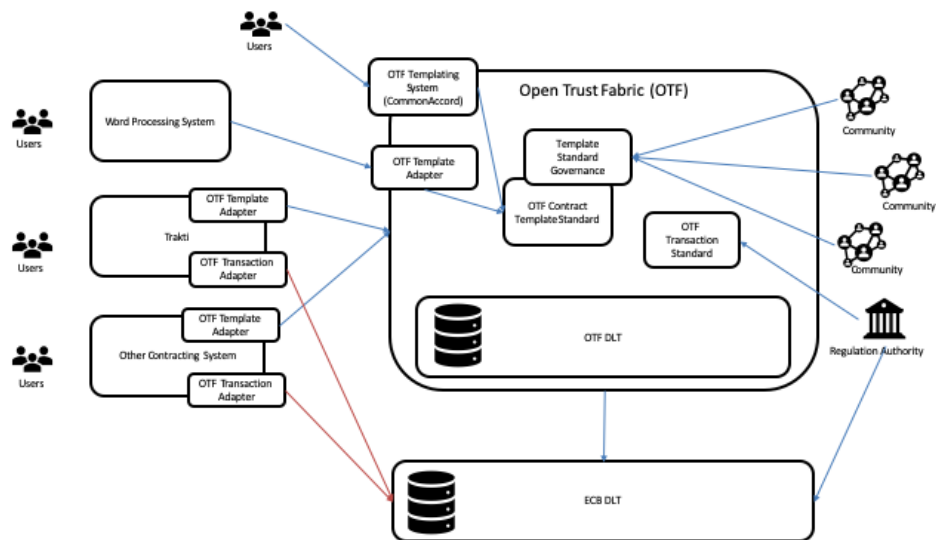 Users
OTF Templating
System
(CommonAccord)
Open Trust Fabric (OTF)
Community
Users
Word Processing System
OTF Template
Adapter
Template
Standard
Governance
Community
OTF Contract
Template Standard
OTF
Transaction
Standard
Community
Users
OTF Template
Adapter
Trakti
OTF Transaction
Adapter
Users
OTF Template
Adapter
Other Contracting System
OTF Transaction
Adapter
OTF DLT
Regulation Authority
ECB DLT